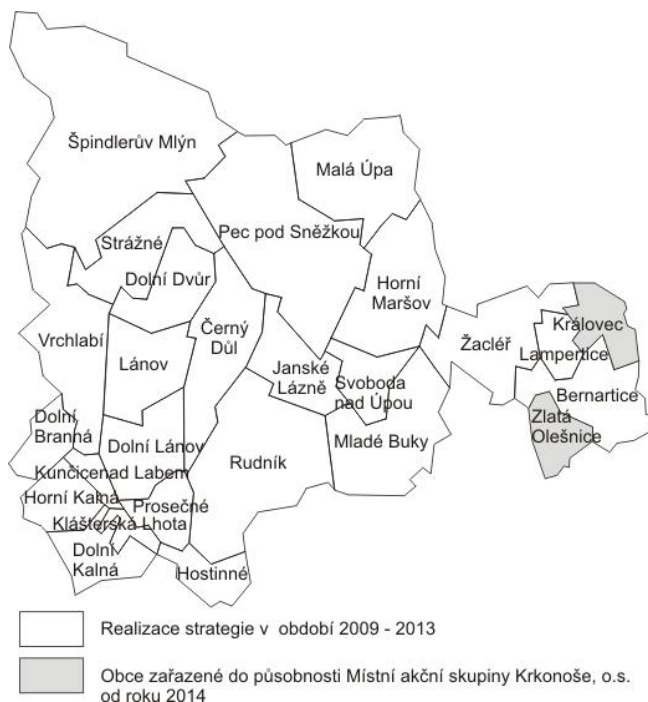 Špindlerův Mlýn
Malá Úpa
Pec pod Sněžkou
Strážné
Dolní Dvůr
Horní
Maršov
Vrchlabí
Černý
Důl
Lánov
Žacléř
Královec
Lampertice
Janské
Lázně
Svoboda
nad Úpou
Bernartice
Zlatá
Olešnice
Dolní
Branná
Dolní Lánov
Mladé Buky
Rudník
Kunčicenad Labem
Horní Kamá
Prosečné
Klášterská Lhota
Dolní
Kalná
Hostinné
Realizace strategie v období 2009 - 2013
Obce zařazené do působnosti Místní akční skupiny Krkonoše, o.s.
od roku 2014